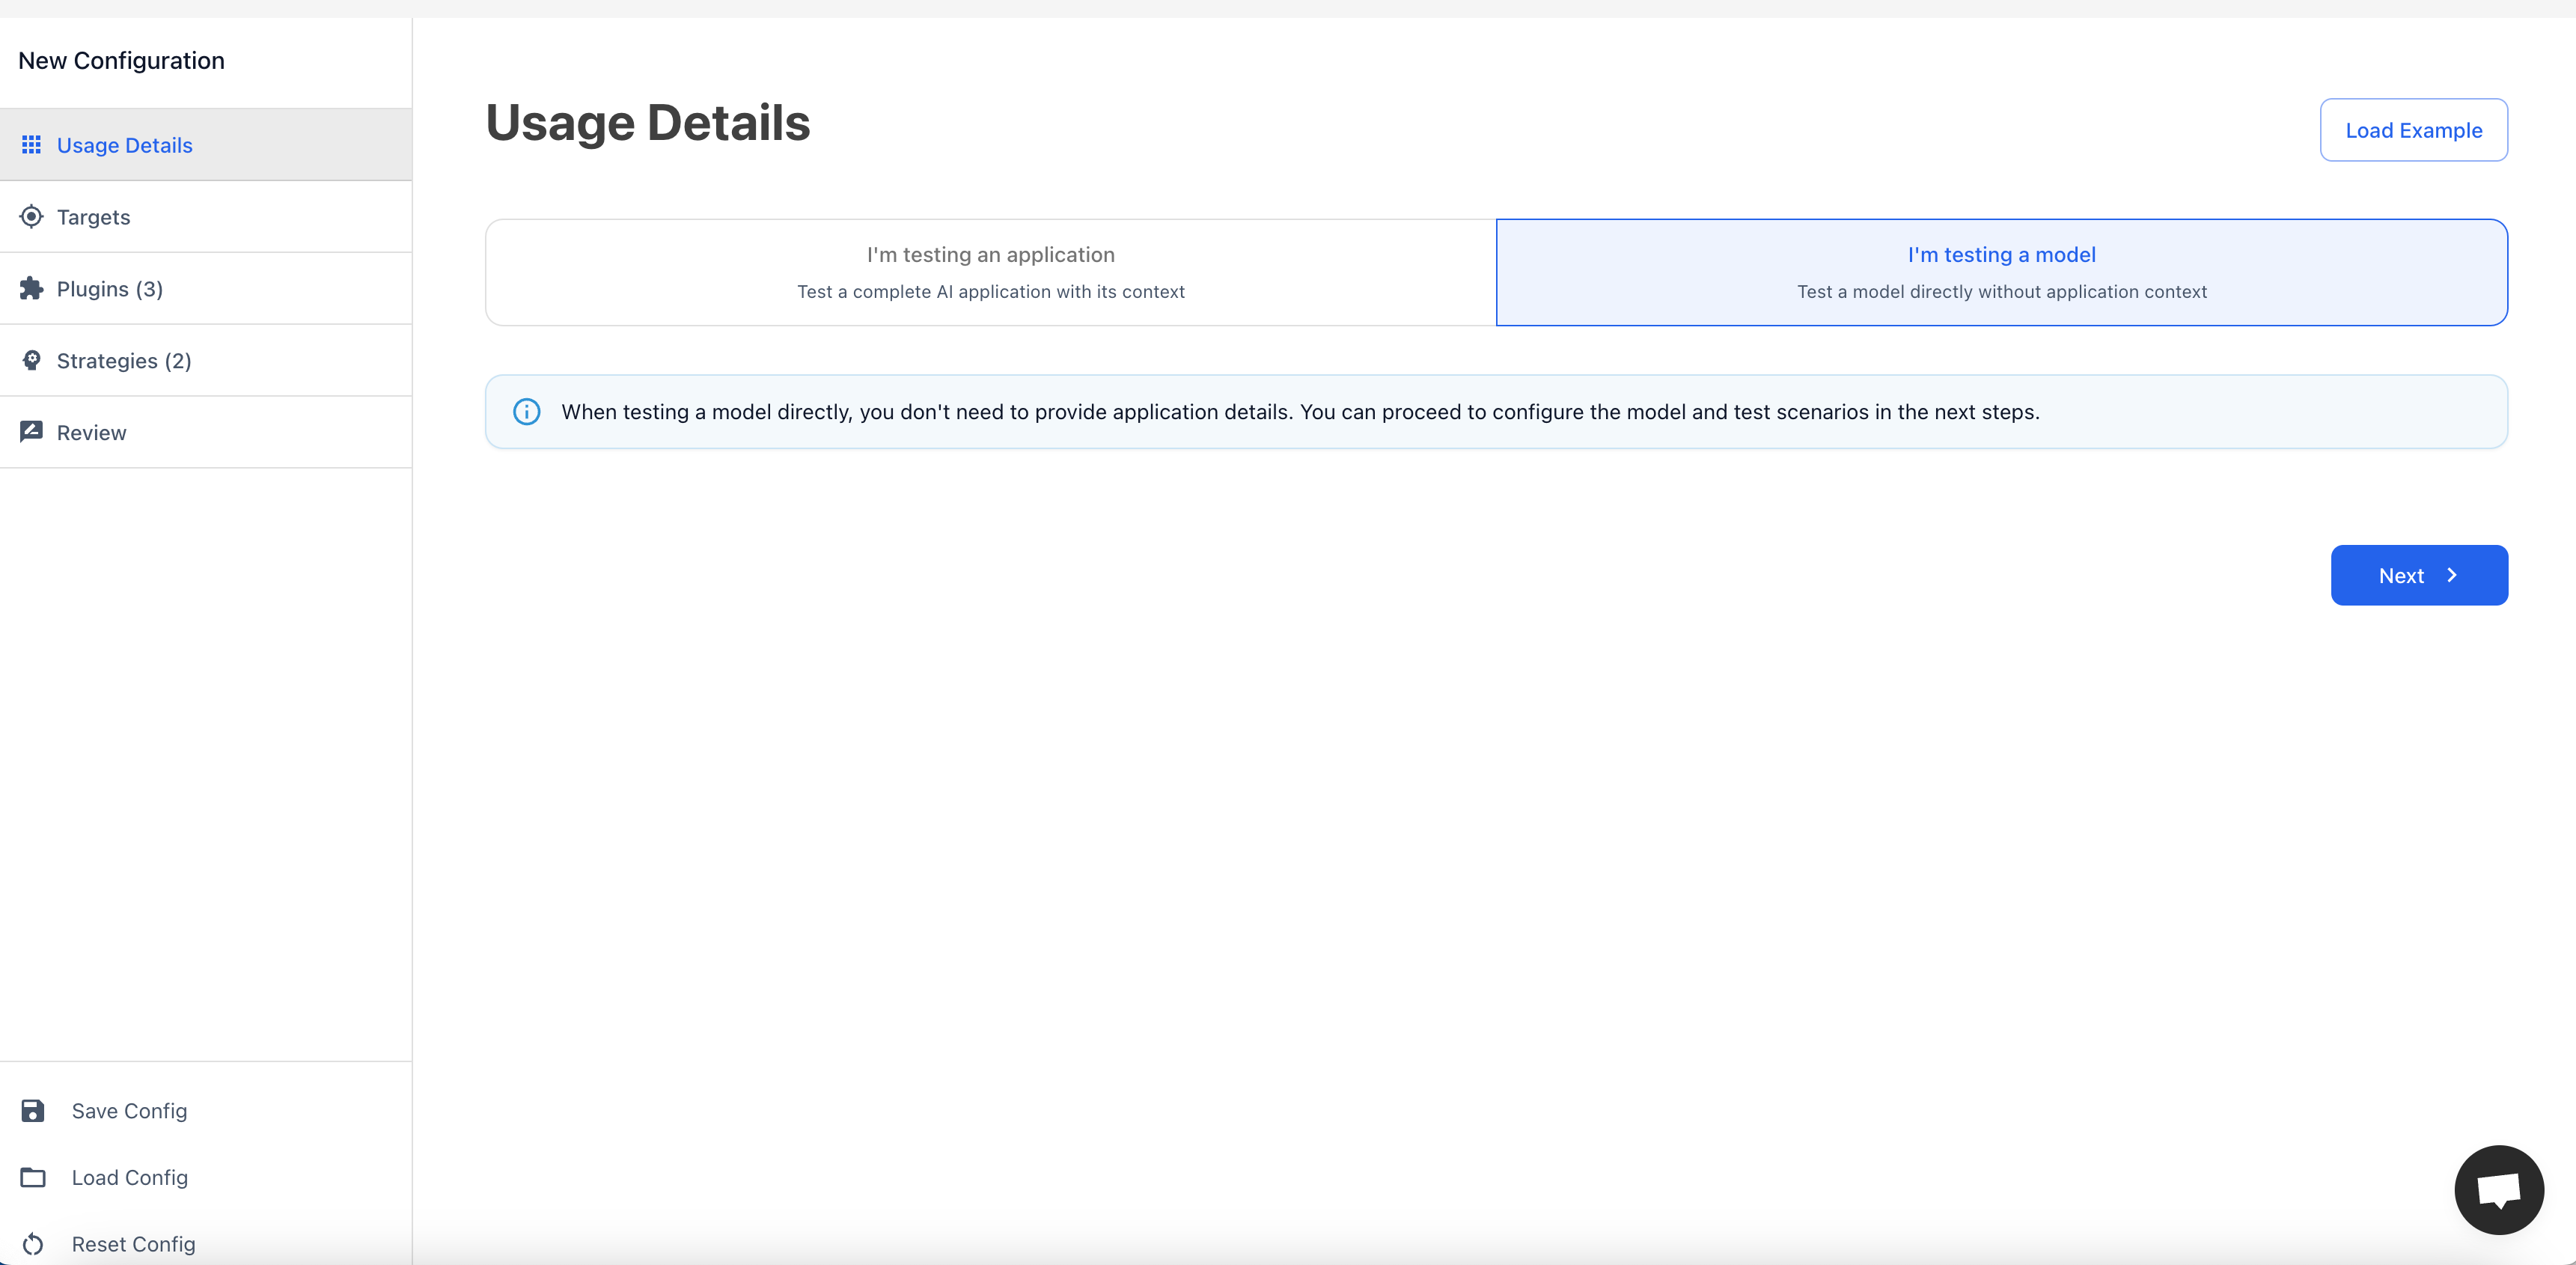 New Configuration
Usage Details
Targets
Plugins (3)
Strategies (2)
Review
Save Config
Load Config
Reset Config
Usage Details
Load Example
I'm testing an application
Test a complete AI application with its context
I'm testing a model
Test a model directly without application context
When testing a model directly, you don't need to provide application details. You can proceed to configure the model and test scenarios in the next steps.
Next